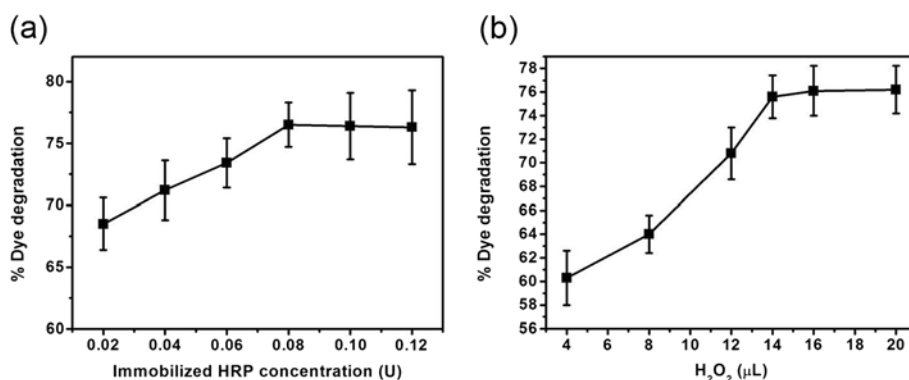 (a)
(b)
% Dye degradation
80
75
70
65
60
0.02 0.04 0.06 0.08 0.10 0.12
Immobilized HRP concentration (U)
% Dye degradation
78
76
74
72
70
68
66
64
62
60
58
56
4 6 8 10 12 14 16 18 20
H₂O₂ (µL)